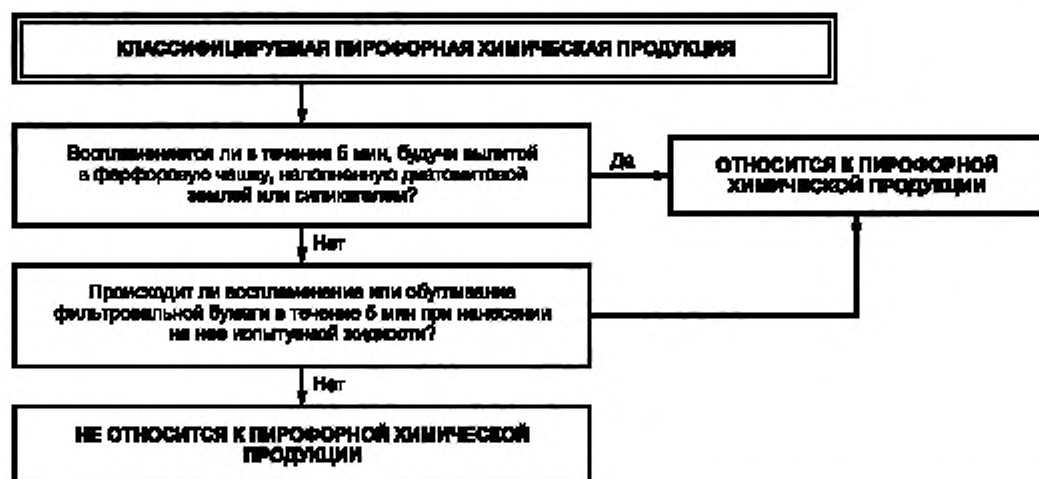 КЛАССИФИЦИРУЕМАЯ ПИРОФОРНАЯ ХИМИЧЕСКАЯ ПРОДУКЦИЯ
Воспламеняется ли в течение 5 мин, будучи вылитой
в фарфоровую чашку, наполненную диатомитовой
землей или силикагелем?
Да
ОТНОСИТСЯ К ПИРОФОРНОЙ
ХИМИЧЕСКОЙ ПРОДУКЦИИ
Нет
Происходит ли воспламенение или обугливание
фильтровальной бумаги в течение 5 мин при нанесении
на нее испытуемой жидкости?
Нет
НЕ ОТНОСИТСЯ К ПИРОФОРНОЙ ХИМИЧЕСКОЙ
ПРОДУКЦИИ